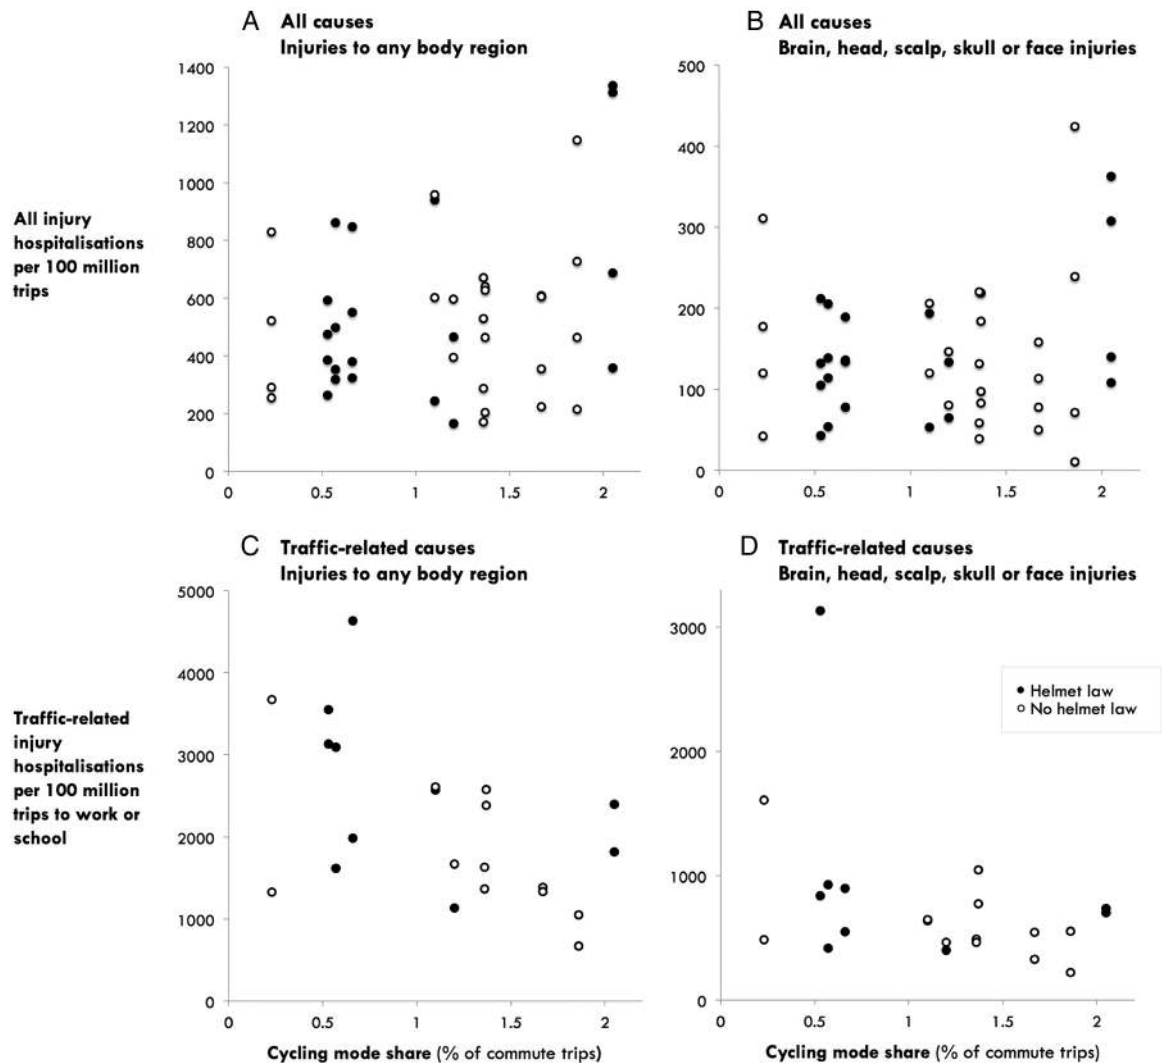 A All causes
Injuries to any body region
B All causes
Brain, head, scalp, skull or face injuries
All injury
hospitalisations
per 100 million
trips
1400
1200
1000
800
600
400
200
0
0 0.5 1 1.5 2
500
400
300
200
100
0
0 0.5 1 1.5 2
C Traffic-related causes
Injuries to any body region
D Traffic-related causes
Brain, head, scalp, skull or face injuries
Traffic-related
injury
hospitalisations
per 100 million
trips to work or
school
5000
4000
3000
2000
1000
0
0 0.5 1 1.5 2
Cycling mode share (% of commute trips)
3000
2000
1000
0
0 0.5 1 1.5 2
Cycling mode share (% of commute trips)
Helmet law
No helmet law